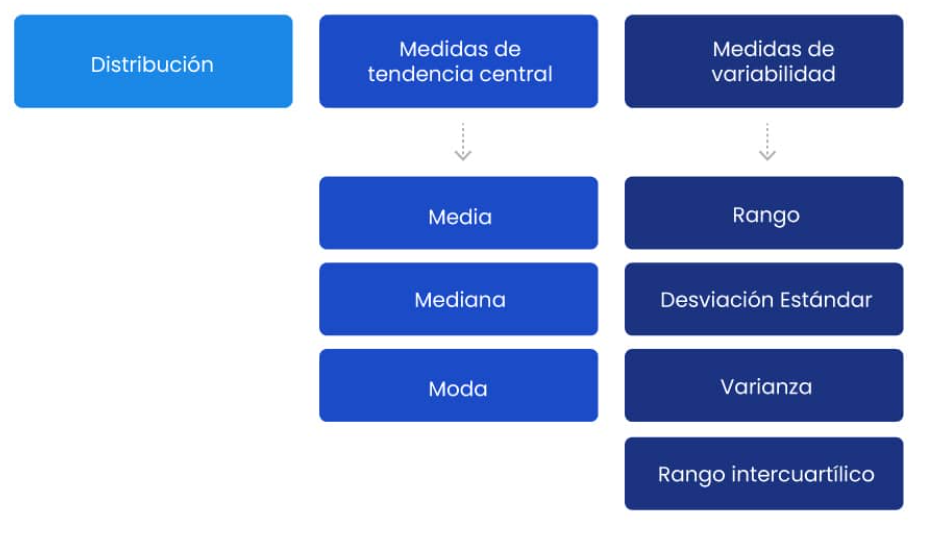 Distribución
Medidas de
tendencia central
Medidas de
variabilidad
Media
Rango
Mediana
Desviación Estándar
Moda
Varianza
Rango intercuartílico